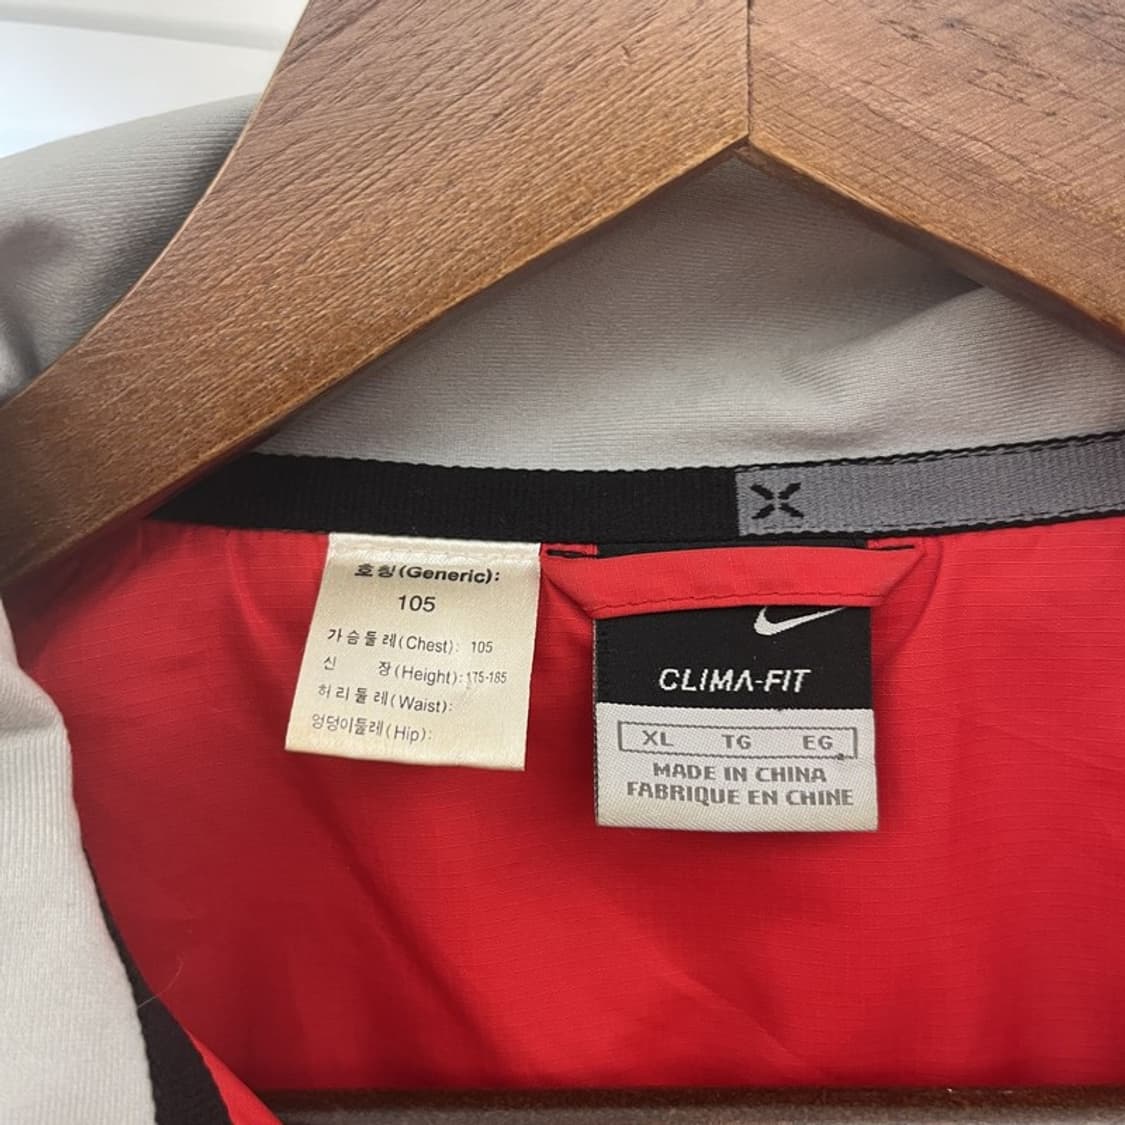 호칭(Generic):
105
가슴둘레(Chest): 105
신 장(Height): 175-185
허리둘레(Waist):
엉덩이둘레(Hip):
CLIMA-FIT
XL TG EG
MADE IN CHINA
FABRIQUE EN CHINE